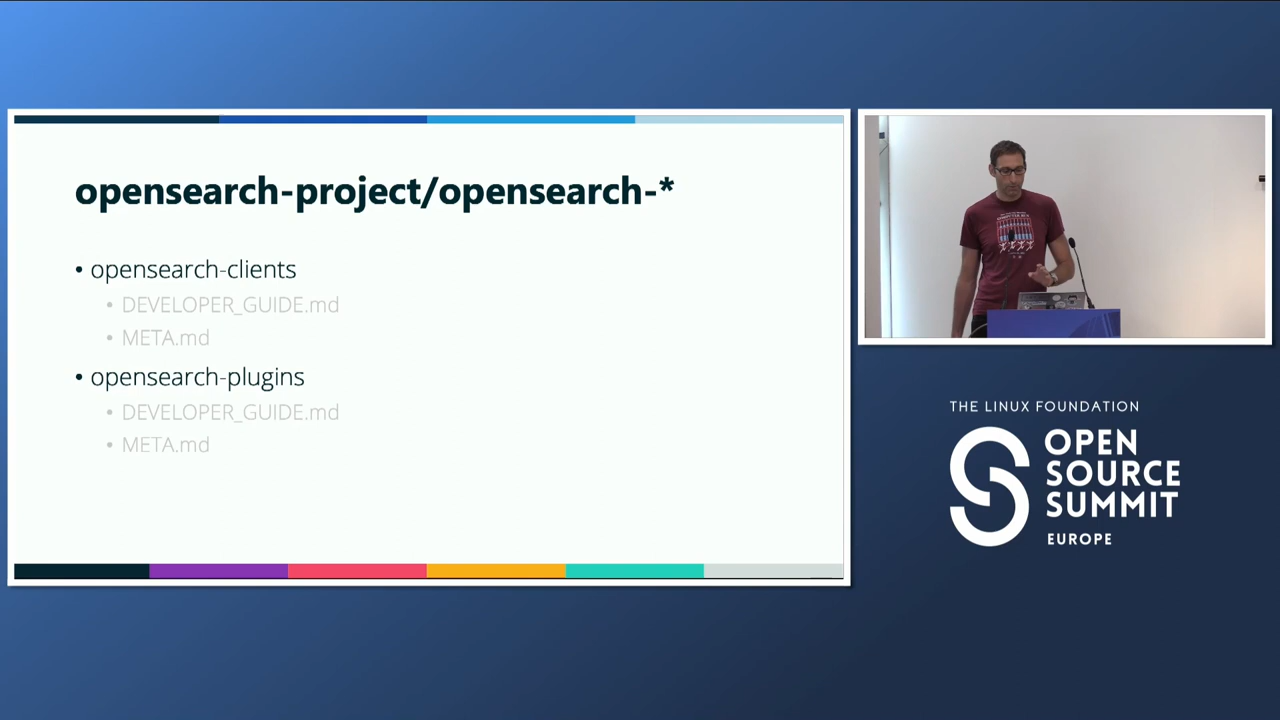 opensearch-project/opensearch-*
• opensearch-clients
• DEVELOPER_GUIDE.md
• META.md
• opensearch-plugins
• DEVELOPER_GUIDE.md
• META.md
THE LINUX FOUNDATION
OPEN
SOURCE
SUMMIT
EUROPE